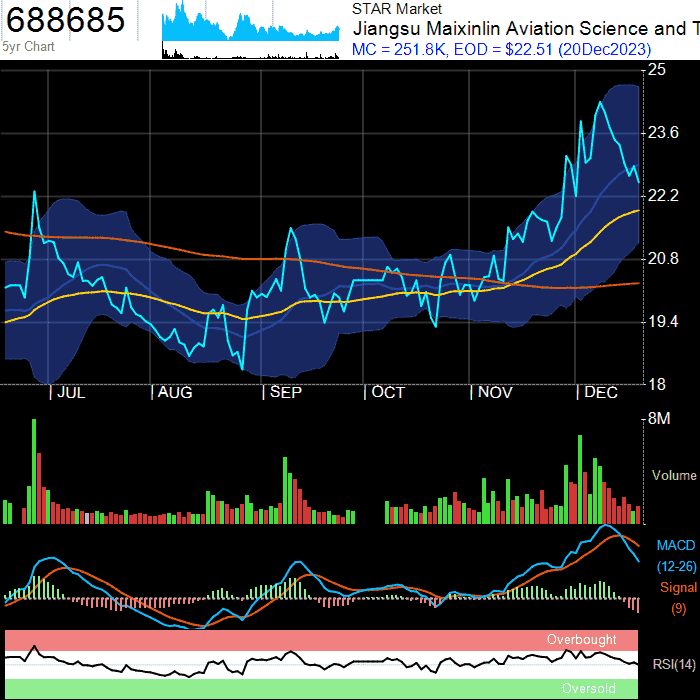 688685
5yr Chart
STAR Market
Jiangsu Maixinlin Aviation Science and T
MC = 251.8K, EOD = $22.51 (20Dec2023)
25
23.6
22.2
20.8
19.4
18
| JUL | AUG | SEP | OCT | NOV | DEC
8M
Volume
MACD
(12-26)
Signal
(9)
Overbought
RSI(14)
Oversold